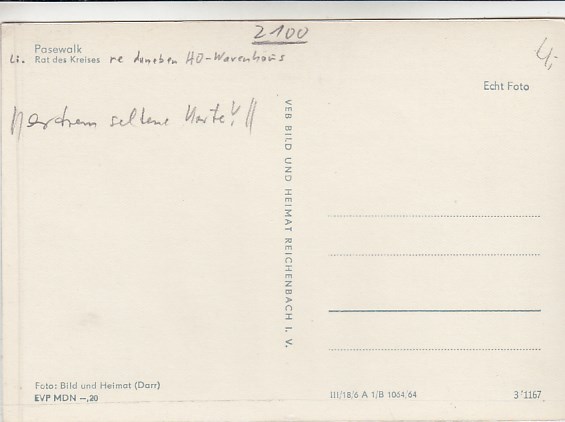 2100
Pasewalk
Li. Rat des Kreises re daneben HO-Warenhaus
4,-
Echt Foto
extrem seltene Karte!
VEB BILD UND HEIMAT REICHENBACH I. V.
Foto: Bild und Heimat (Darr)
EVP MDN –,20
III/18/6 A 1/B 1064/64
3'1167